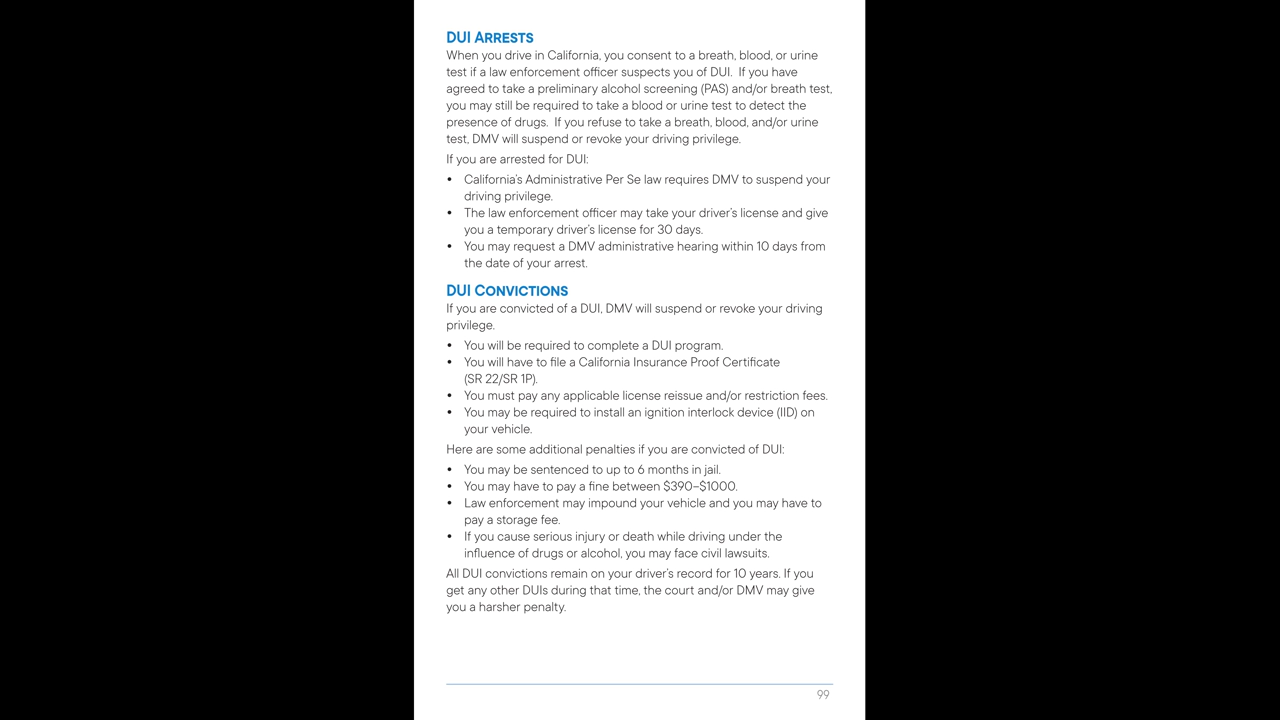 DUI ARRESTS
When you drive in California, you consent to a breath, blood, or urine
test if a law enforcement officer suspects you of DUI.  If you have
agreed to take a preliminary alcohol screening (PAS) and/or breath test,
you may still be required to take a blood or urine test to detect the
presence of drugs.  If you refuse to take a breath, blood, and/or urine
test, DMV will suspend or revoke your driving privilege.
If you are arrested for DUI:
• California’s Administrative Per Se law requires DMV to suspend your
driving privilege.
• The law enforcement officer may take your driver’s license and give
you a temporary driver’s license for 30 days.
• You may request a DMV administrative hearing within 10 days from
the date of your arrest.
DUI CONVICTIONS
If you are convicted of a DUI, DMV will suspend or revoke your driving
privilege.
• You will be required to complete a DUI program.
• You will have to file a California Insurance Proof Certificate
(SR 22/SR 1P).
• You must pay any applicable license reissue and/or restriction fees.
• You may be required to install an ignition interlock device (IID) on
your vehicle.
Here are some additional penalties if you are convicted of DUI:
• You may be sentenced to up to 6 months in jail.
• You may have to pay a fine between $390–$1000.
• Law enforcement may impound your vehicle and you may have to
pay a storage fee.
• If you cause serious injury or death while driving under the
influence of drugs or alcohol, you may face civil lawsuits.
All DUI convictions remain on your driver’s record for 10 years. If you
get any other DUIs during that time, the court and/or DMV may give
you a harsher penalty.
99